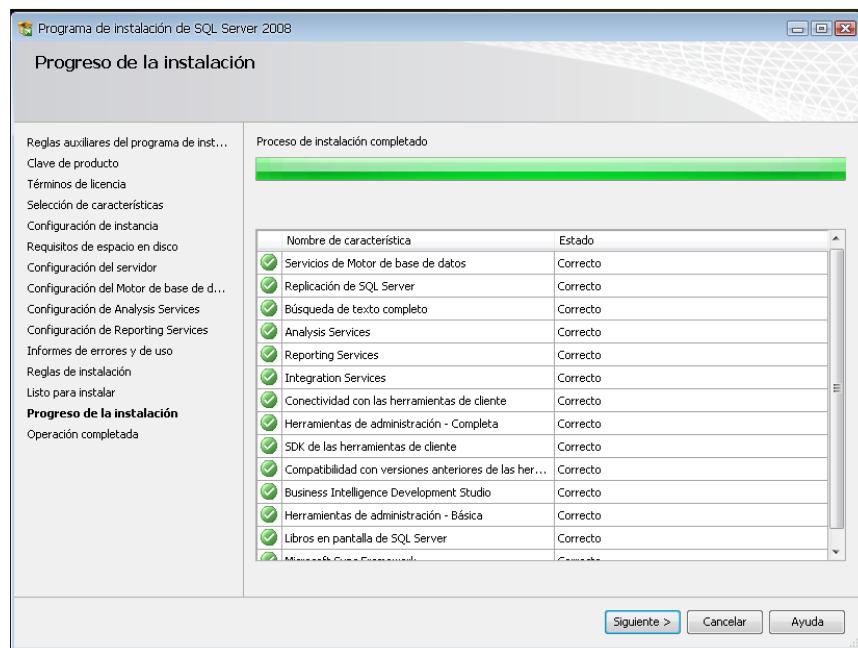 Programa de instalación de SQL Server 2008
Progreso de la instalación
Reglas auxiliares del programa de inst...
Clave de producto
Términos de licencia
Selección de características
Configuración de instancia
Requisitos de espacio en disco
Configuración del servidor
Configuración del Motor de base de d...
Configuración de Analysis Services
Configuración de Reporting Services
Informes de errores y de uso
Reglas de instalación
Listo para instalar
Progreso de la instalación
Operación completada
Proceso de instalación completado
Nombre de característica Estado
Servicios de Motor de base de datos Correcto
Replicación de SQL Server Correcto
Búsqueda de texto completo Correcto
Analysis Services Correcto
Reporting Services Correcto
Integration Services Correcto
Conectividad con las herramientas de cliente Correcto
Herramientas de administración - Completa Correcto
SDK de las herramientas de cliente Correcto
Compatibilidad con versiones anteriores de las her... Correcto
Business Intelligence Development Studio Correcto
Herramientas de administración - Básica Correcto
Libros en pantalla de SQL Server Correcto
Microsoft Sync Framework Correcto
Siguiente > Cancelar Ayuda